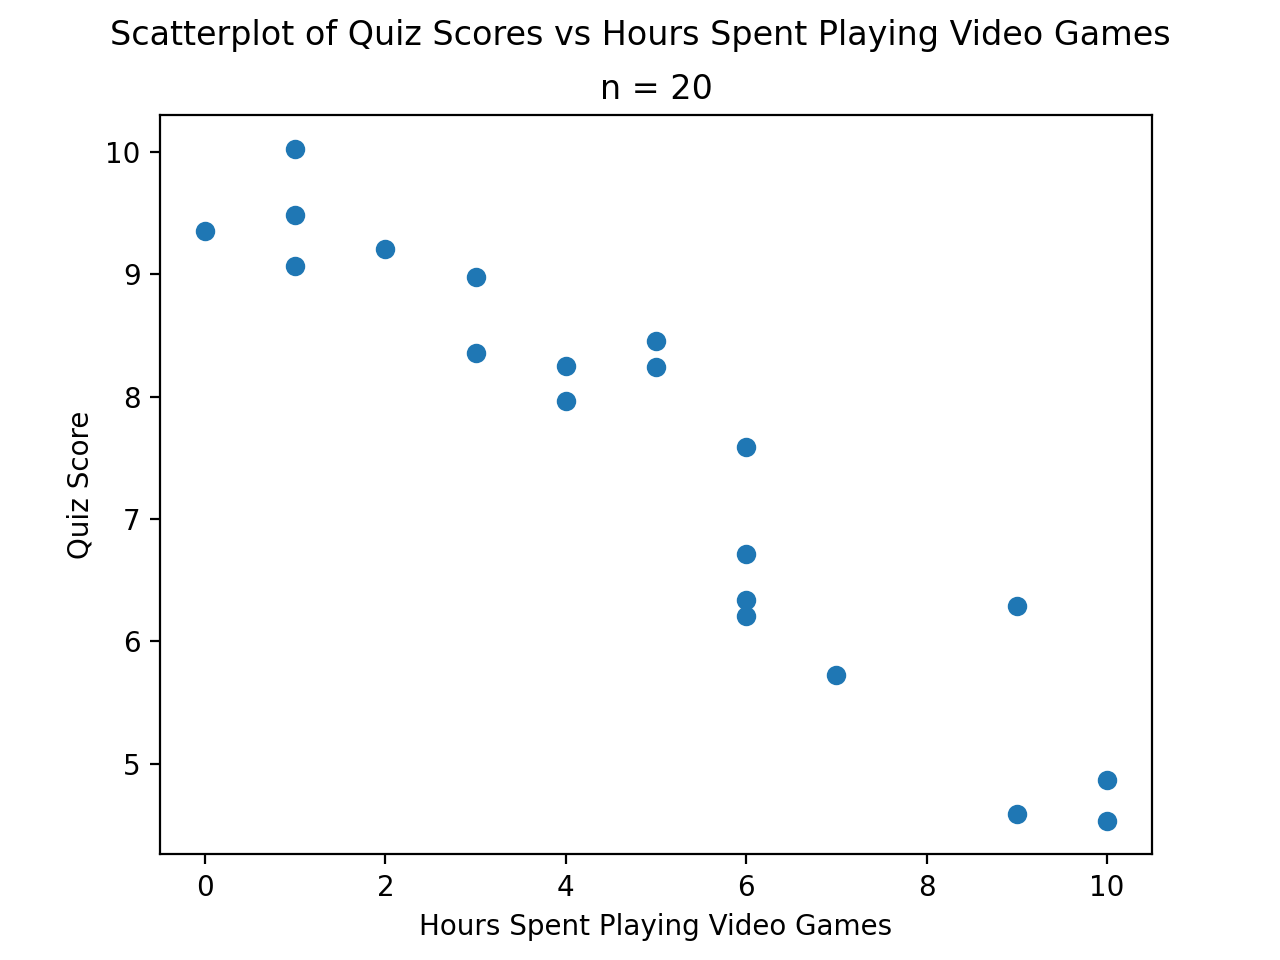 Scatterplot of Quiz Scores vs Hours Spent Playing Video Games
n = 20
10
9
8
7
6
5
Quiz Score
0 2 4 6 8 10
Hours Spent Playing Video Games